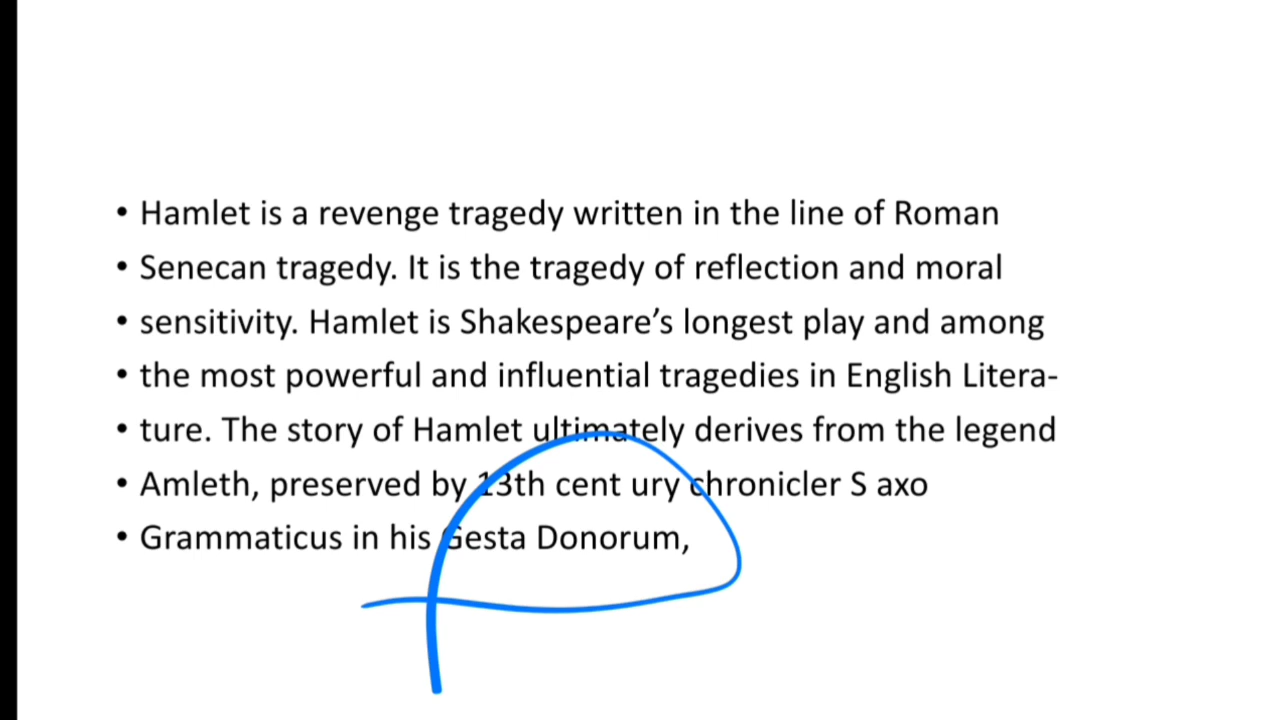 • Hamlet is a revenge tragedy written in the line of Roman
• Senecan tragedy. It is the tragedy of reflection and moral
• sensitivity. Hamlet is Shakespeare’s longest play and among
• the most powerful and influential tragedies in English Litera-
• ture. The story of Hamlet ultimately derives from the legend
• Amleth, preserved by 13th cent ury chronicler S axo
• Grammaticus in his Gesta Donorum,